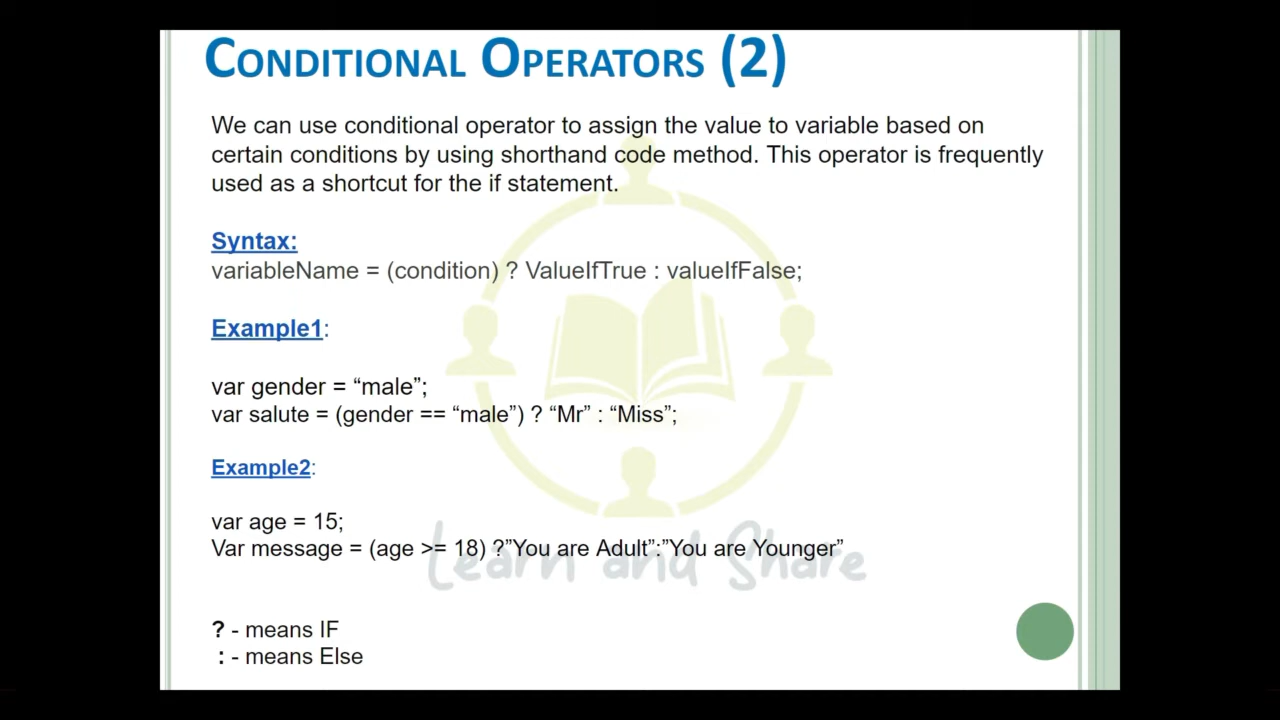 CONDITIONAL OPERATORS (2)
We can use conditional operator to assign the value to variable based on
certain conditions by using shorthand code method. This operator is frequently
used as a shortcut for the if statement.
Syntax:
variableName = (condition) ? ValueIfTrue : valueIfFalse;
Example1:
var gender = “male”;
var salute = (gender == “male”) ? “Mr” : “Miss”;
Example2:
var age = 15;
Var message = (age >= 18) ?”You are Adult”:”You are Younger”
Learn and Share
? - means IF
: - means Else